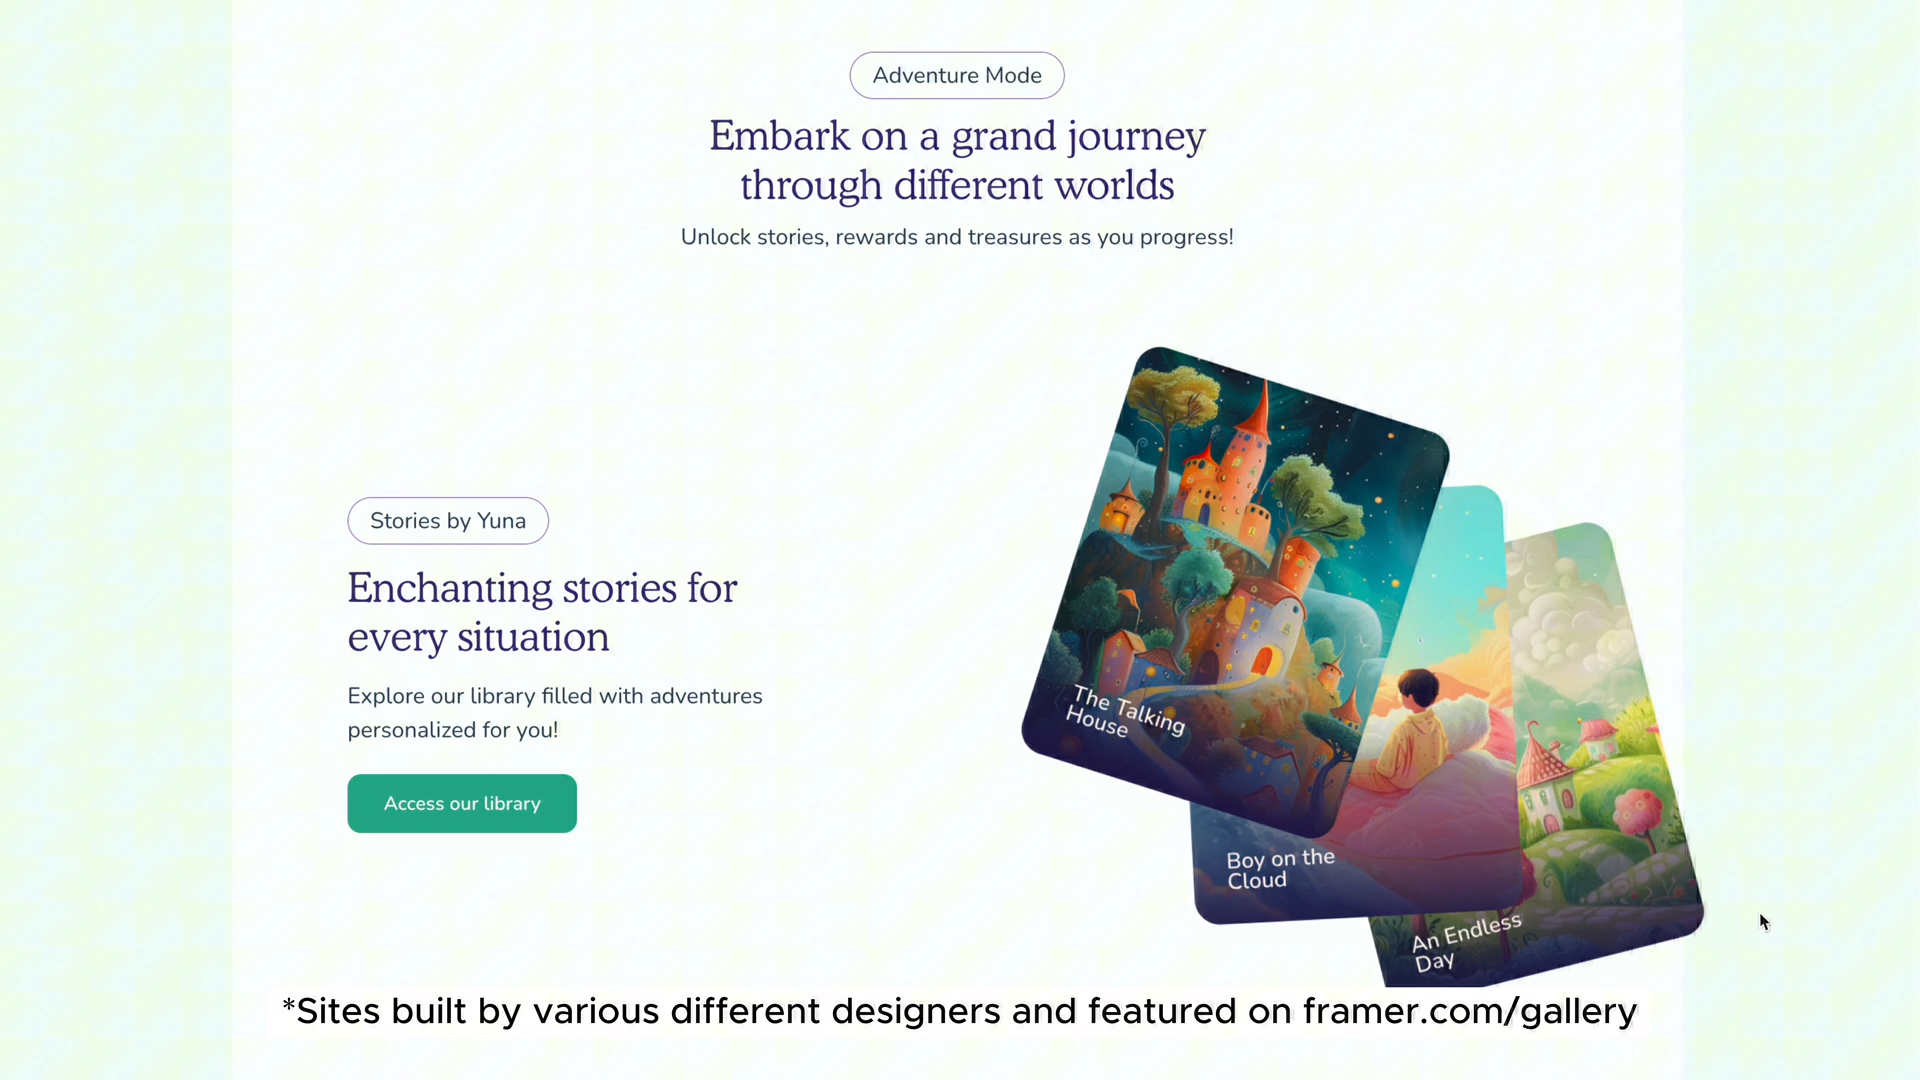 Adventure Mode
Embark on a grand journey
through different worlds
Unlock stories, rewards and treasures as you progress!
Stories by Yuna
Enchanting stories for
every situation
Explore our library filled with adventures
personalized for you!
Access our library
The Talking
House
Boy on the
Cloud
An Endless
Day
*Sites built by various different designers and featured on framer.com/gallery